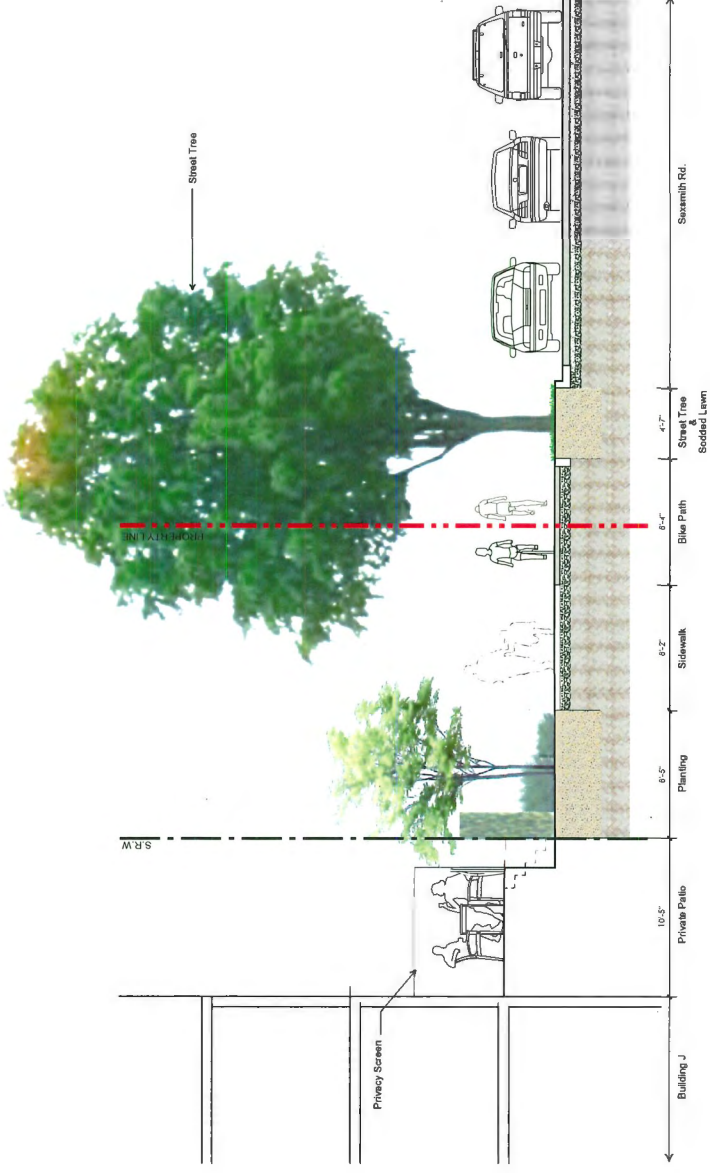 Street Tree
PROPERTY LINE
S.R.W
Privacy Screen
10'-5"
6'-5"
6'-2"
6'-4"
4'-7"
Building J
Private Patio
Planting
Sidewalk
Bike Path
Street Tree
&
Sodded Lawn
Sexsmith Rd.